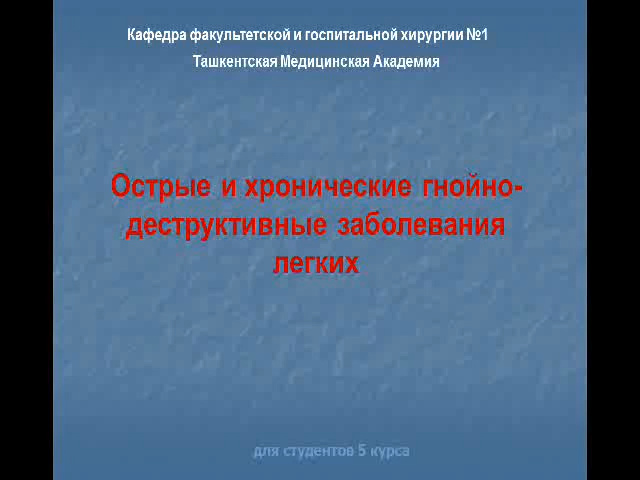 Кафедра факультетской и госпитальной хирургии №1
Ташкентская Медицинская Академия
Острые и хронические гнойно-
деструктивные заболевания
легких
для студентов 5 курса